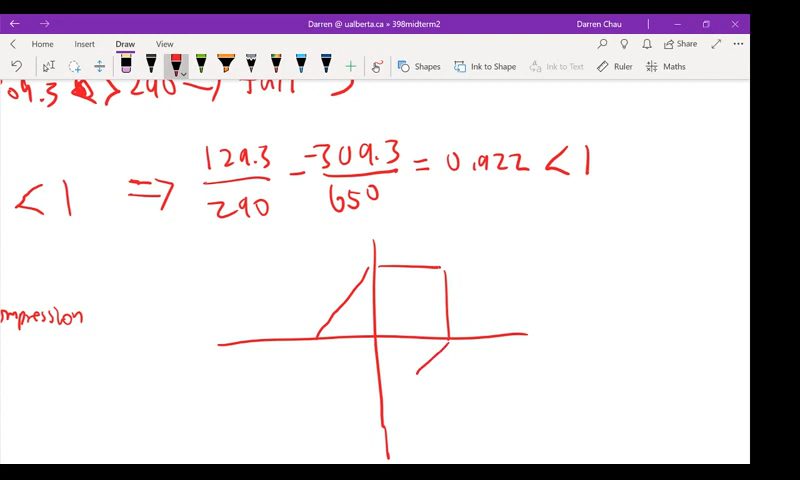 Darren @ ualberta.ca » 398midterm2
Darren Chau
Home Insert Draw View
Share
Shapes Ink to Shape Ink to Text Ruler Maths
290
< 1 ⇒ 129.3/290 - -309.3/650 = 0.922 < 1
mpression